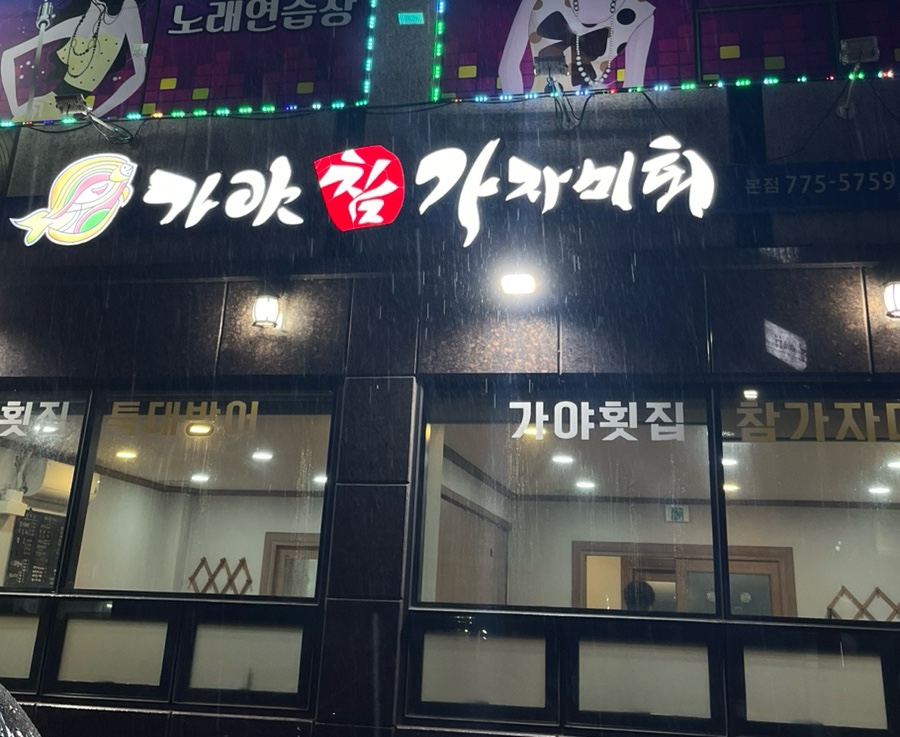 노래연습장
가야 참 가자미회
본점 775-5759
횟집 특대방어 가야횟집 참가자미